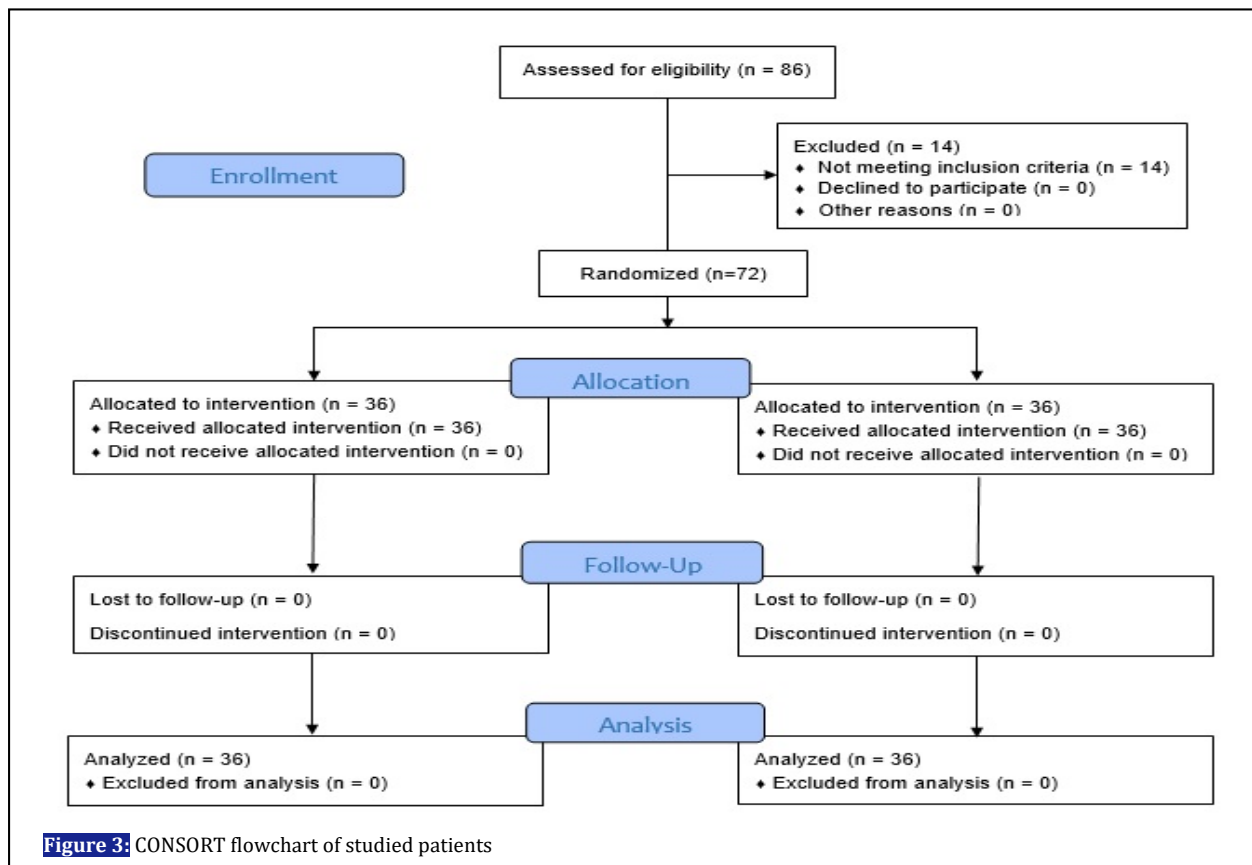 Assessed for eligibility (n = 86)
Enrollment
Excluded (n = 14)
♦ Not meeting inclusion criteria (n = 14)
♦ Declined to participate (n = 0)
♦ Other reasons (n = 0)
Randomized (n=72)
Allocation
Allocated to intervention (n = 36)
♦ Received allocated intervention (n = 36)
♦ Did not receive allocated intervention (n = 0)
Allocated to intervention (n = 36)
♦ Received allocated intervention (n = 36)
♦ Did not receive allocated intervention (n = 0)
Follow-Up
Lost to follow-up (n = 0)
Discontinued intervention (n = 0)
Lost to follow-up (n = 0)
Discontinued intervention (n = 0)
Analysis
Analyzed (n = 36)
♦ Excluded from analysis (n = 0)
Analyzed (n = 36)
♦ Excluded from analysis (n = 0)
Figure 3: CONSORT flowchart of studied patients